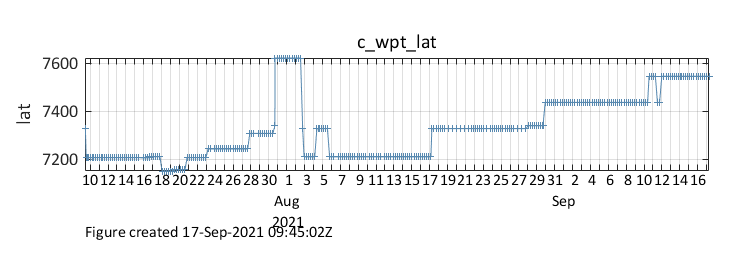 c_wpt_lat
7600
7400
7200
lat
10 12 14 16 18 20 22 24 26 28 30 1 3 5 7 9 11 13 15 17 19 21 23 25 27 29 31 2 4 6 8 10 12 14 16
Aug Sep
2021
Figure created 17-Sep-2021 09:45:02Z